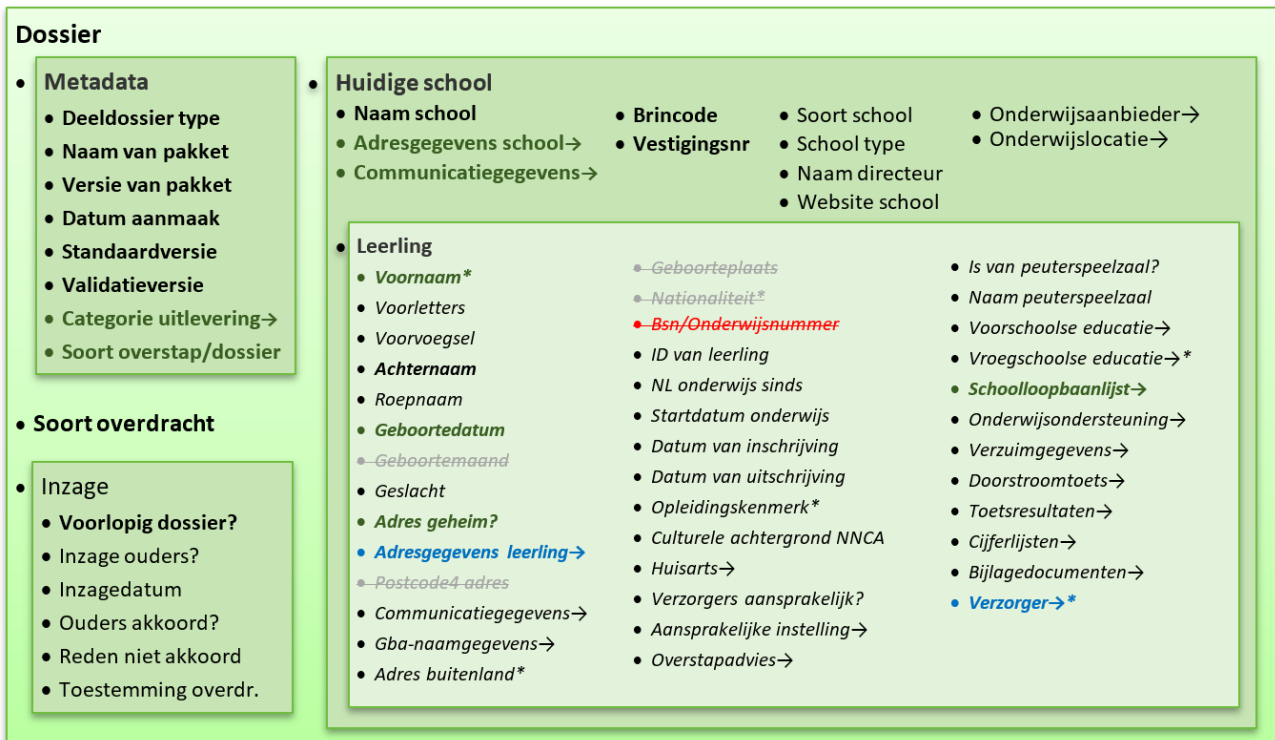 Dossier
• Metadata
• Deeldossier type
• Naam van pakket
• Versie van pakket
• Datum aanmaak
• Standaardversie
• Validatieversie
• Categorie uitlevering→
• Soort overstap/dossier
• Soort overdracht
• Inzage
• Voorlopig dossier?
• Inzage ouders?
• Inzagedatum
• Ouders akkoord?
• Reden niet akkoord
• Toestemming overdr.
• Huidige school
• Naam school
• Adresgegevens school→
• Communicatiegegevens→
• Brincode
• Vestigingsnr
• Soort school
• School type
• Naam directeur
• Website school
• Onderwijsaanbieder→
• Onderwijslocatie→
• Leerling
• Voornaam*
• Voorletters
• Voorvoegsel
• Achternaam
• Roepnaam
• Geboortedatum
• Geboortemaand
• Geslacht
• Adres geheim?
• Adresgegevens leerling→
• Postcode4 adres
• Communicatiegegevens→
• Gba-naamgegevens→
• Adres buitenland*
• Geboorteplaats
• Nationaliteit*
• Bsn/Onderwijsnummer
• ID van leerling
• NL onderwijs sinds
• Startdatum onderwijs
• Datum van inschrijving
• Datum van uitschrijving
• Opleidingskenmerk*
• Culturele achtergrond NNCA
• Huisarts→
• Verzorgers aansprakelijk?
• Aansprakelijke instelling→
• Overstapadvies→
• Is van peuterspeelzaal?
• Naam peuterspeelzaal
• Voorschoolse educatie→
• Vroegschoolse educatie→*
• Schoolloopbaanlijst→
• Onderwijsondersteuning→
• Verzuimgegevens→
• Doorstroomtoets→
• Toetsresultaten→
• Cijferlijsten→
• Bijlagedocumenten→
• Verzorger→*